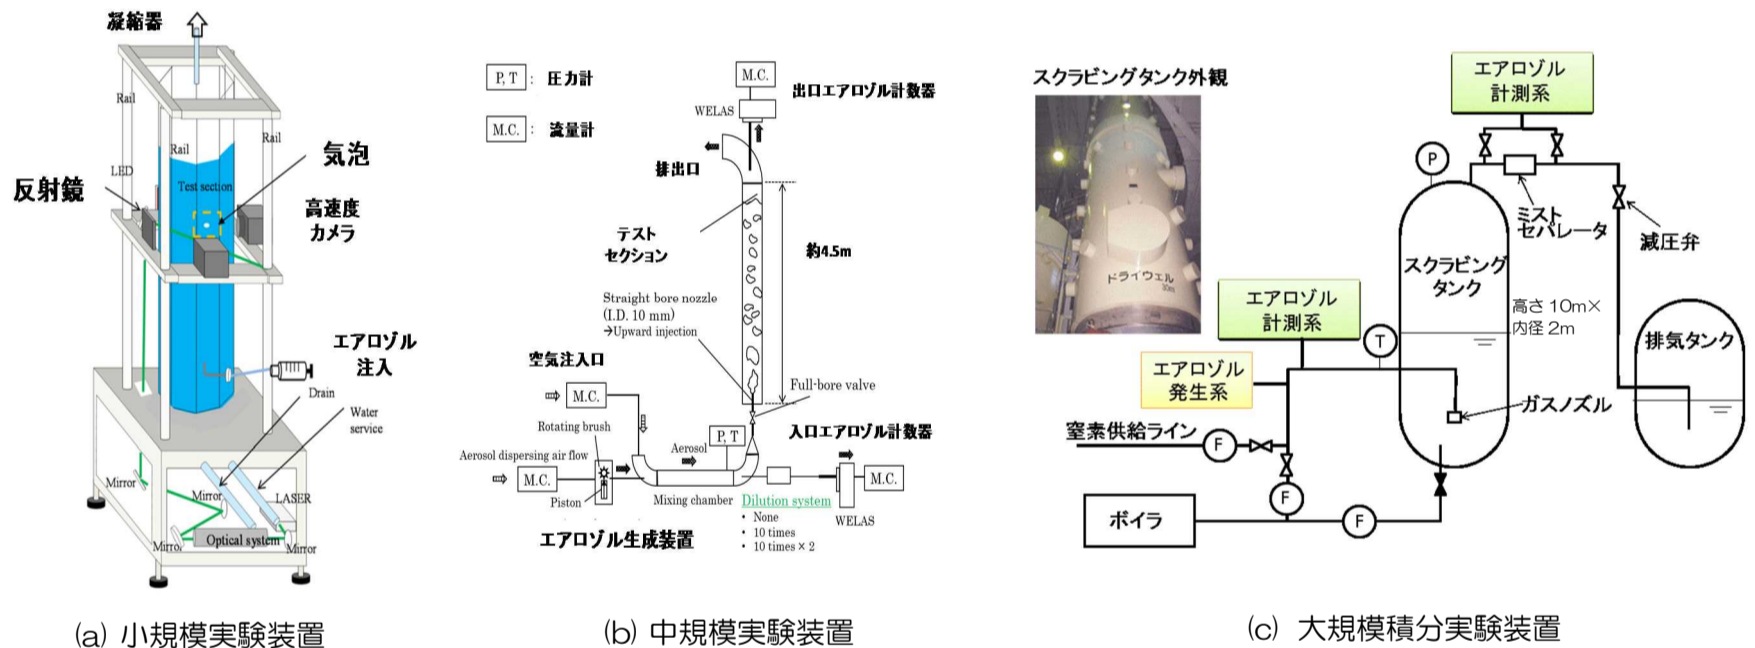 凝縮器
Rail
Rail
Rail
LED
Test section
気泡
反射鏡
高速度
カメラ
エアロゾル
注入
Drain
Water
service
Mirror
Mirror
LASER
Mirror
Optical system
Mirror
(a) 小規模実験装置
P, T : 圧力計
M.C. : 流量計
M.C.
出口エアロゾル計数器
WELAS
排出口
テスト
セクション
約4.5m
Straight bore nozzle
(I.D. 10 mm)
→Upward injection
空気注入口
Full-bore valve
M.C.
Rotating brush
P, T
入口エアロゾル計数器
Aerosol
Aerosol dispersing air flow
M.C.
M.C.
Piston
Mixing chamber
Dilution system
• None
• 10 times
• 10 times × 2
WELAS
エアロゾル生成装置
(b) 中規模実験装置
スクラビングタンク外観
ドライウェル
30m³
エアロゾル
計測系
P
ミスト
セパレータ
減圧弁
スクラビング
タンク
高さ 10m×
内径 2m
エアロゾル
計測系
T
排気タンク
エアロゾル
発生系
ガスノズル
窒素供給ライン
F
F
ボイラ
F
(c) 大規模積分実験装置